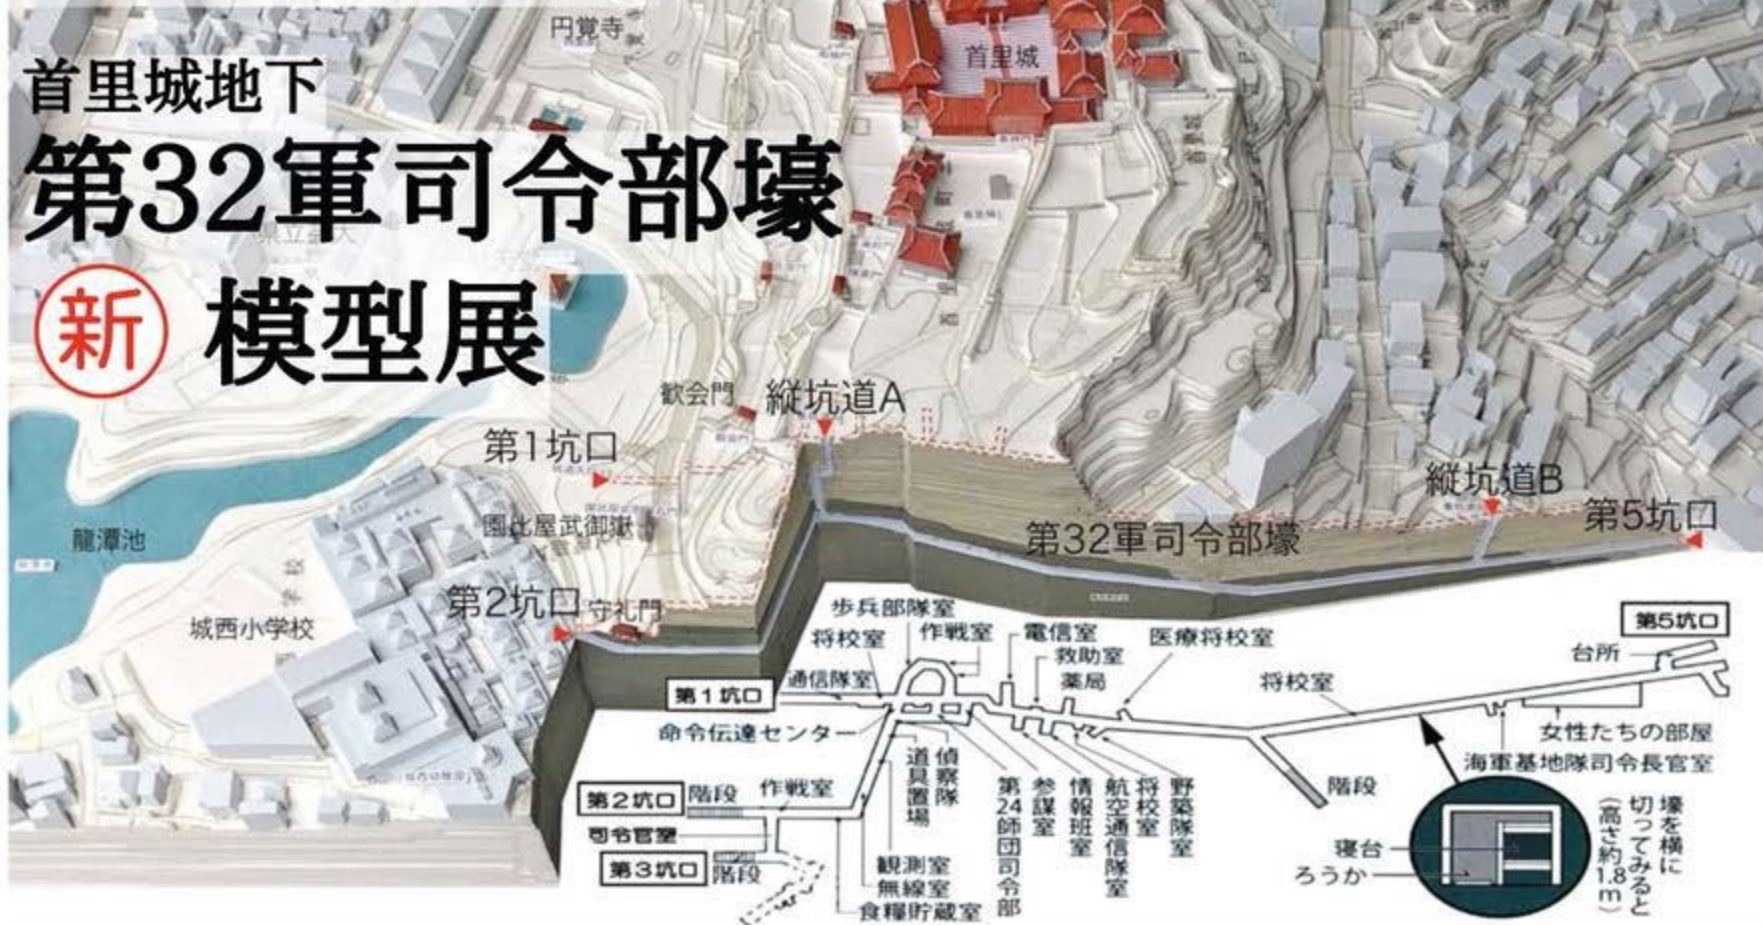 円覚寺
首里城
首里城地下
第32軍司令部壕
新 模型展
歓会門
縦坑道A
第1坑口
縦坑道B
第5坑口
龍潭池
園比屋武御嶽
第32軍司令部壕
第2坑口
守礼門
城西小学校
歩兵部隊室
将校室
作戦室
電信室
医療将校室
救助室
薬局
通信隊室
第1坑口
命令伝達センター
将校室
第5坑口
台所
女性たちの部屋
海軍基地隊司令長官室
道具置場
偵察隊
第24師団司令部
参謀室
情報班室
航空通信隊室
将校室
野築隊室
階段
第2坑口
階段
作戦室
司令官室
第3坑口
階段
観測室
無線室
食糧貯蔵室
寝台
ろうか
壕を横に
切ってみると
(高さ約1.8m)